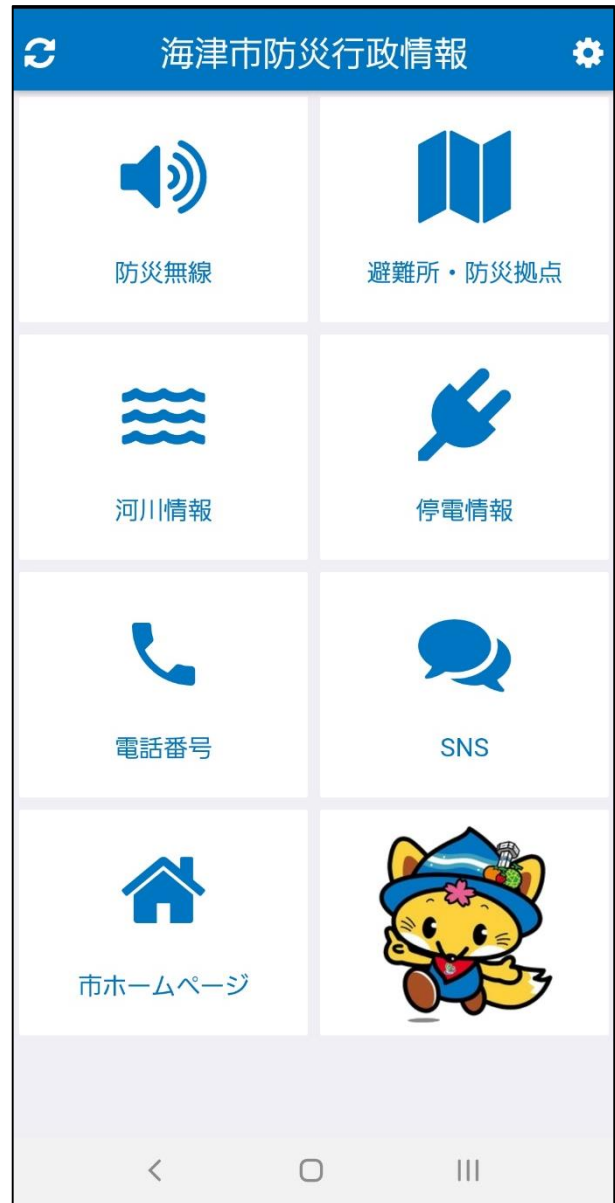 海津市防災行政情報
防災無線
避難所・防災拠点
河川情報
停電情報
電話番号
SNS
市ホームページ